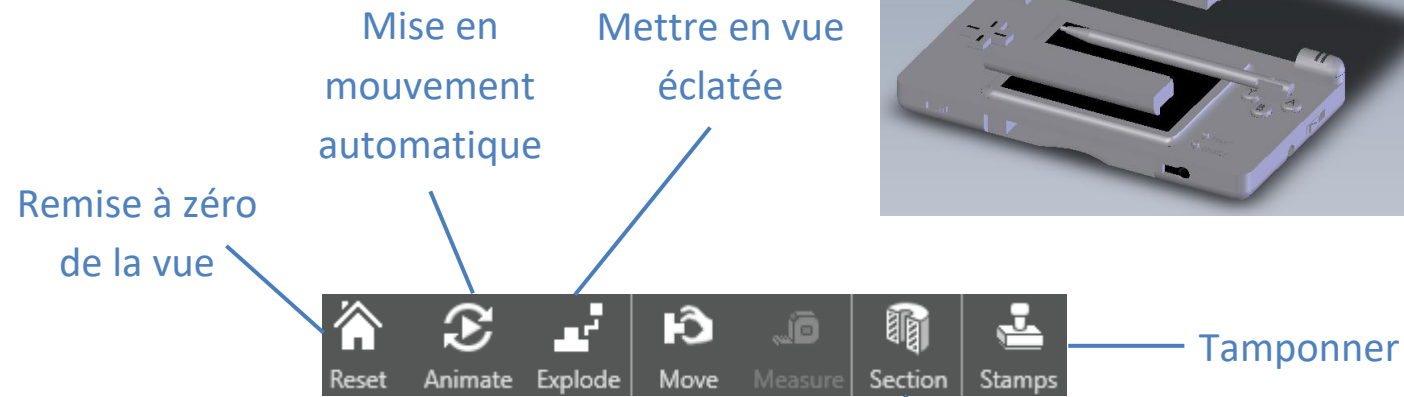 Mise en
mouvement
automatique
Mettre en vue
éclatée
Remise à zéro
de la vue
Reset Animate Explode Move Measure Section Stamps
Tamponner